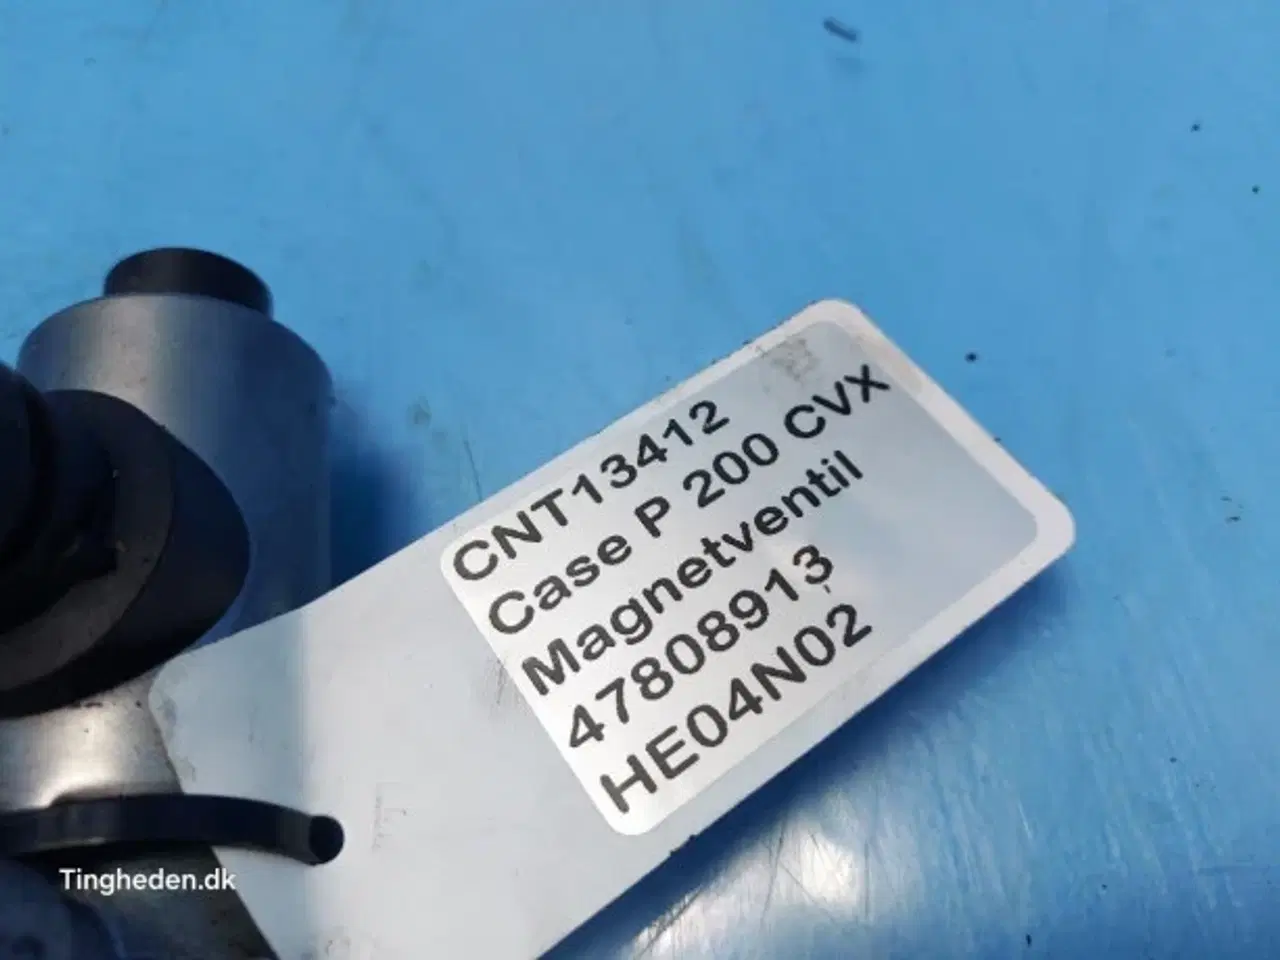 CNT13412
Case P 200 CVX
Magnetventil
47808913
HE04N02
Tingheden.dk